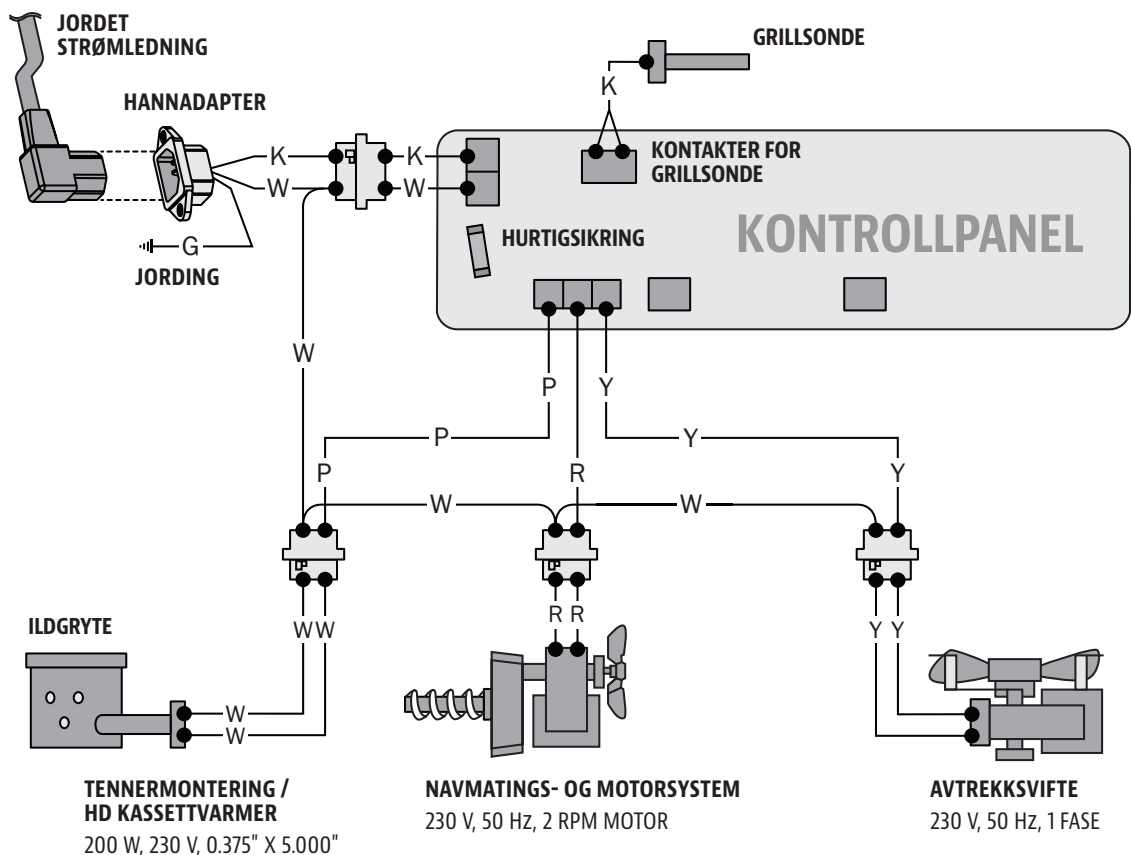 JORDET
STRØMLEDNING
GRILLSONDE
HANNADAPTER
K
K
K
W
W
KONTAKTER FOR
GRILLSONDE
KONTROLLPANEL
HURTIGSIKRING
G
JORDING
W
P
Y
P
Y
P
R
Y
W
W
R R
WW
Y Y
ILDGRYTE
W
W
TENNERMONTERING /
HD KASSETTVARMER
200 W, 230 V, 0.375" X 5.000"
NAVMATINGS- OG MOTORSYSTEM
230 V, 50 Hz, 2 RPM MOTOR
AVTREKKSVIFTE
230 V, 50 Hz, 1 FASE